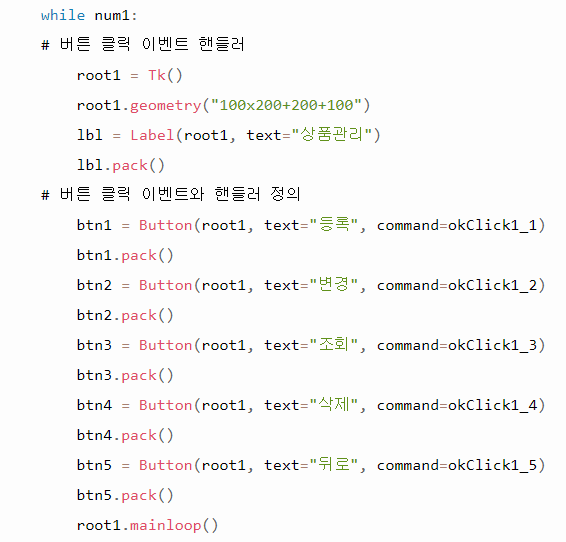 while num1:
# 버튼 클릭 이벤트 핸들러
root1 = Tk()
root1.geometry("100x200+200+100")
lbl = Label(root1, text="상품관리")
lbl.pack()
# 버튼 클릭 이벤트와 핸들러 정의
btn1 = Button(root1, text="등록", command=okClick1_1)
btn1.pack()
btn2 = Button(root1, text="변경", command=okClick1_2)
btn2.pack()
btn3 = Button(root1, text="조회", command=okClick1_3)
btn3.pack()
btn4 = Button(root1, text="삭제", command=okClick1_4)
btn4.pack()
btn5 = Button(root1, text="뒤로", command=okClick1_5)
btn5.pack()
root1.mainloop()